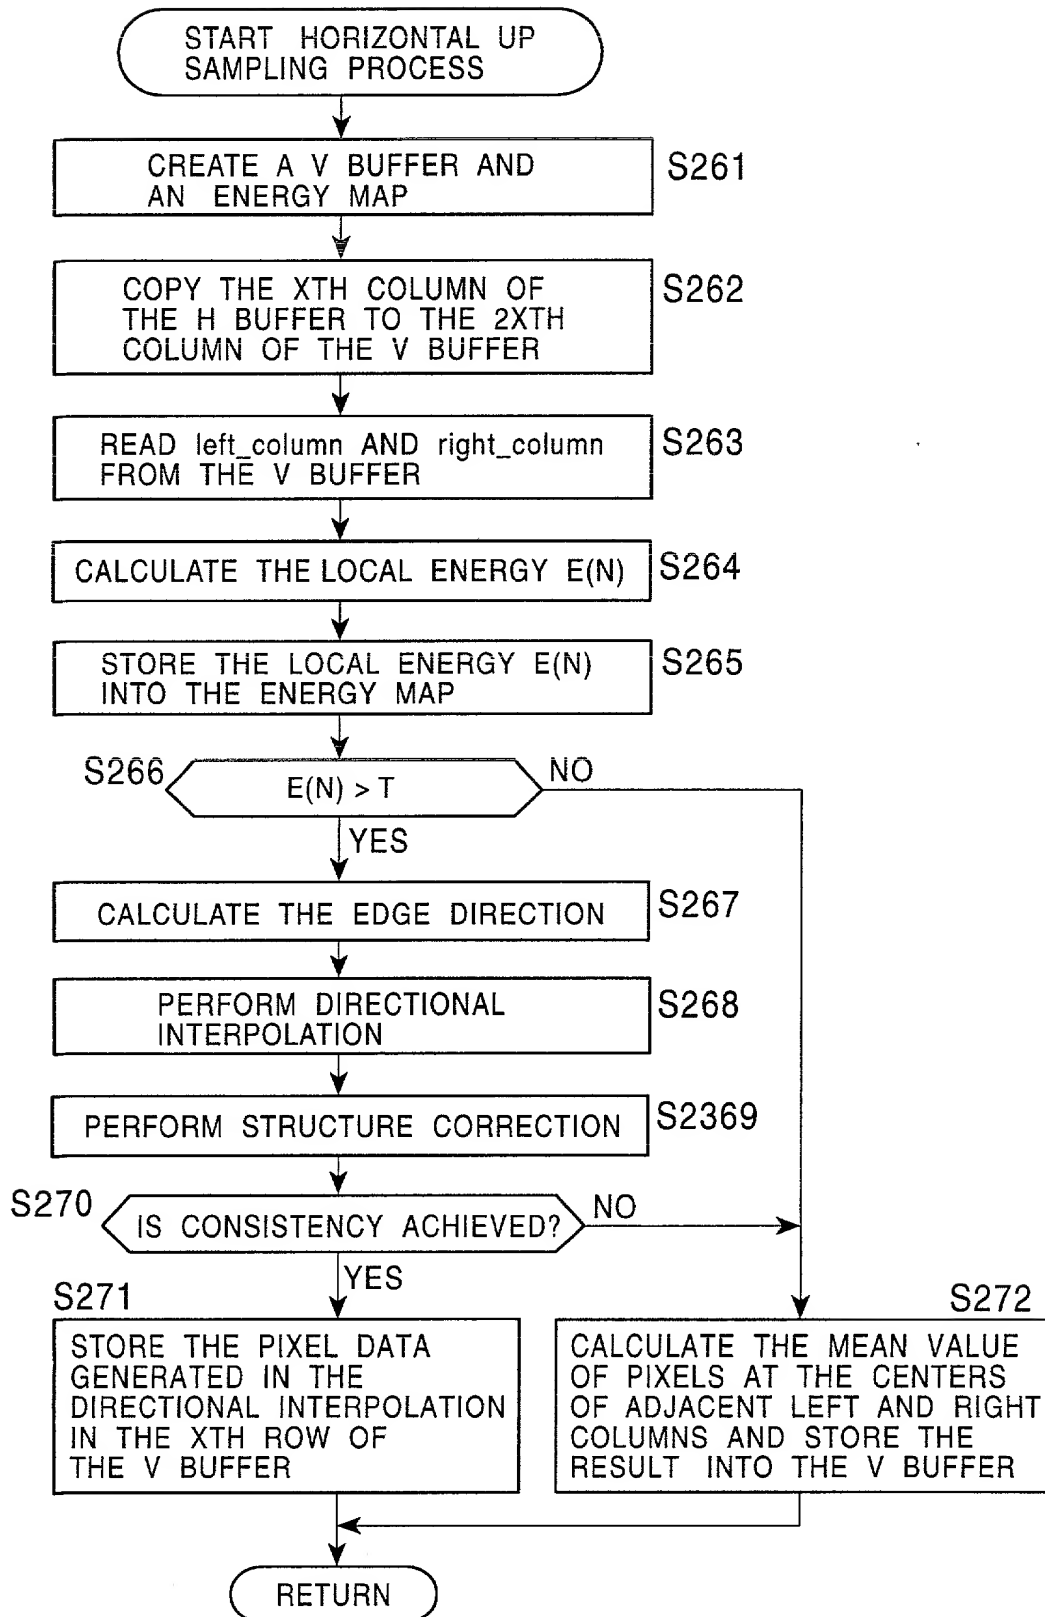 START HORIZONTAL UP
SAMPLING PROCESS
CREATE A V BUFFER AND
AN ENERGY MAP
S261
COPY THE XTH COLUMN OF
THE H BUFFER TO THE 2XTH
COLUMN OF THE V BUFFER
S262
READ left_column AND right_column
FROM THE V BUFFER
S263
CALCULATE THE LOCAL ENERGY E(N)
S264
STORE THE LOCAL ENERGY E(N)
INTO THE ENERGY MAP
S265
S266
E(N) > T
NO
YES
CALCULATE THE EDGE DIRECTION
S267
PERFORM DIRECTIONAL
INTERPOLATION
S268
PERFORM STRUCTURE CORRECTION
S2369
S270
IS CONSISTENCY ACHIEVED?
NO
YES
S271
STORE THE PIXEL DATA
GENERATED IN THE
DIRECTIONAL INTERPOLATION
IN THE XTH ROW OF
THE V BUFFER
S272
CALCULATE THE MEAN VALUE
OF PIXELS AT THE CENTERS
OF ADJACENT LEFT AND RIGHT
COLUMNS AND STORE THE
RESULT INTO THE V BUFFER
RETURN